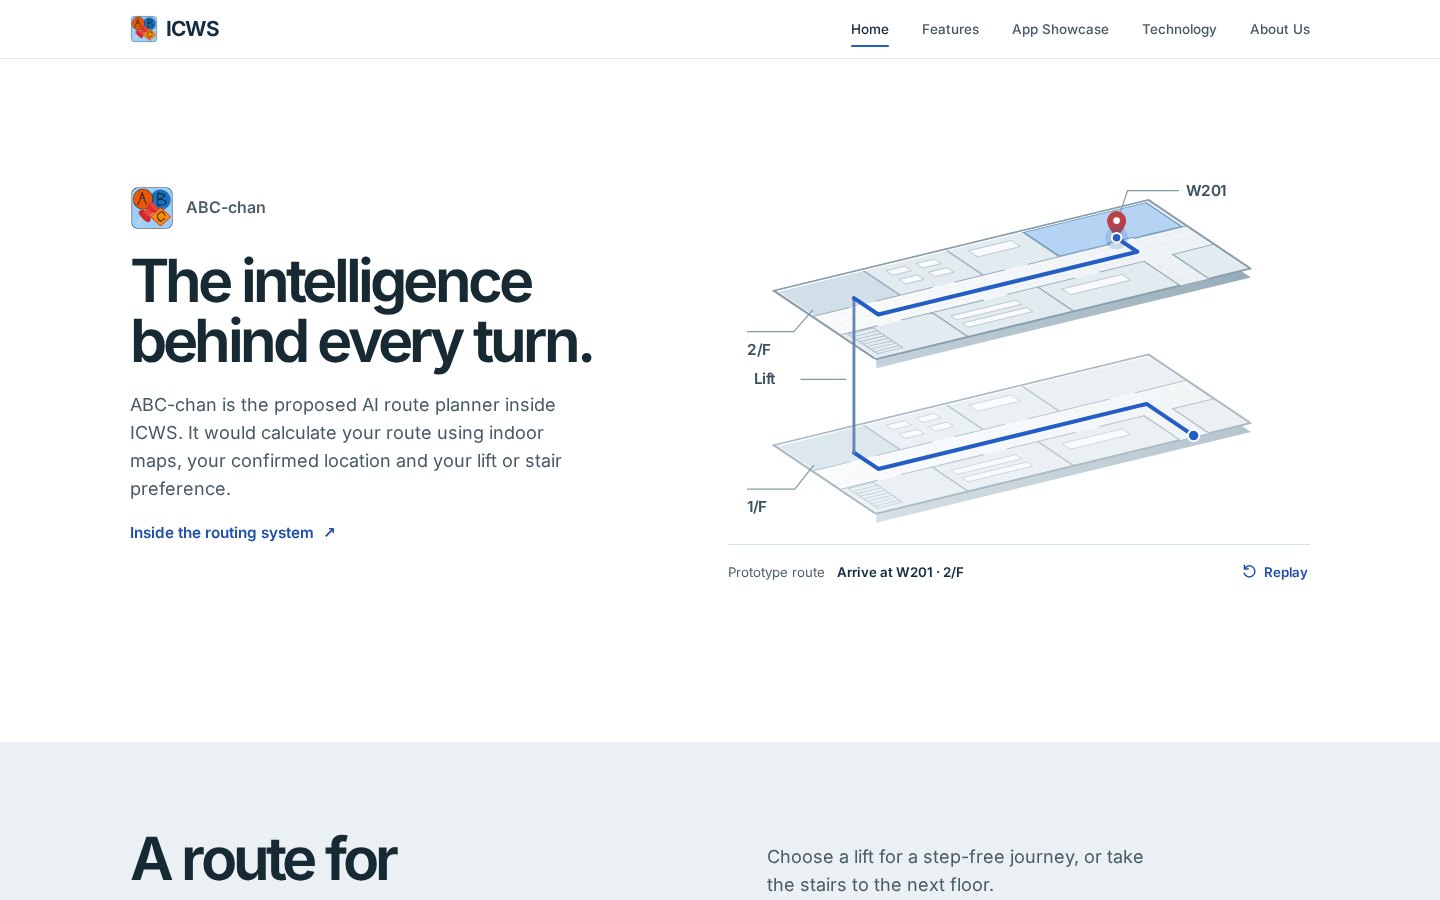 ICWS
Home
Features
App Showcase
Technology
About Us
ABC-chan
The intelligence
behind every turn.
ABC-chan is the proposed AI route planner inside
ICWS. It would calculate your route using indoor
maps, your confirmed location and your lift or stair
preference.
Inside the routing system ↗
W201
2/F
Lift
1/F
Prototype route Arrive at W201 · 2/F
Replay
A route for
Choose a lift for a step-free journey, or take
the stairs to the next floor.